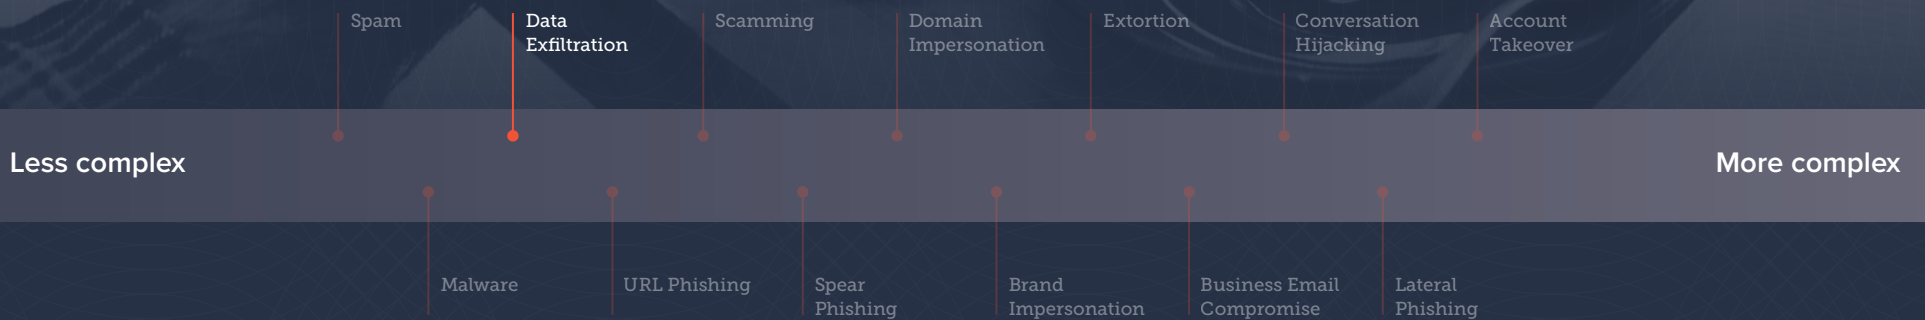 Spam
Data
Exfiltration
Scamming
Domain
Impersonation
Extortion
Conversation
Hijacking
Account
Takeover
Less complex
More complex
Malware
URL Phishing
Spear
Phishing
Brand
Impersonation
Business Email
Compromise
Lateral
Phishing